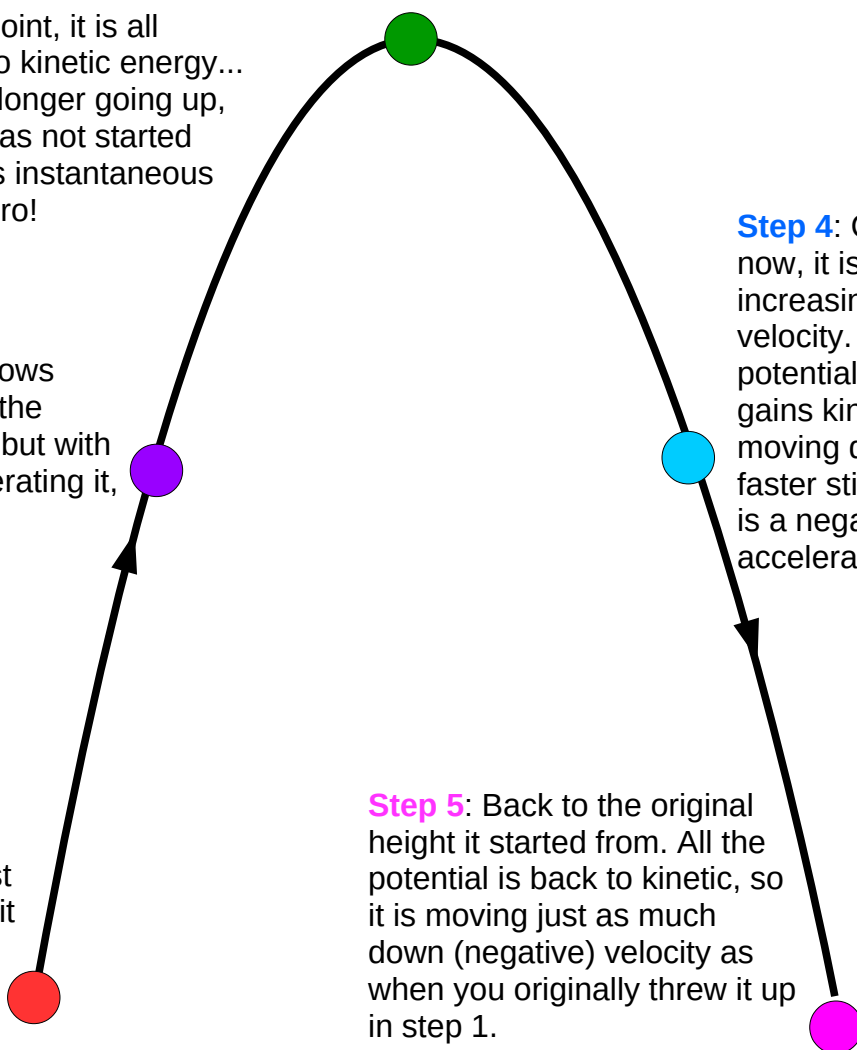 oint, it is all
o kinetic energy...
longer going up,
as not started
s instantaneous
ro!
ows
the
but with
erating it,
st
it
Step 4:
now, it is
increasin
velocity.
potential
gains kin
moving d
faster sti
is a nega
accelera
Step 5: Back to the original
height it started from. All the
potential is back to kinetic, so
it is moving just as much
down (negative) velocity as
when you originally threw it up
in step 1.